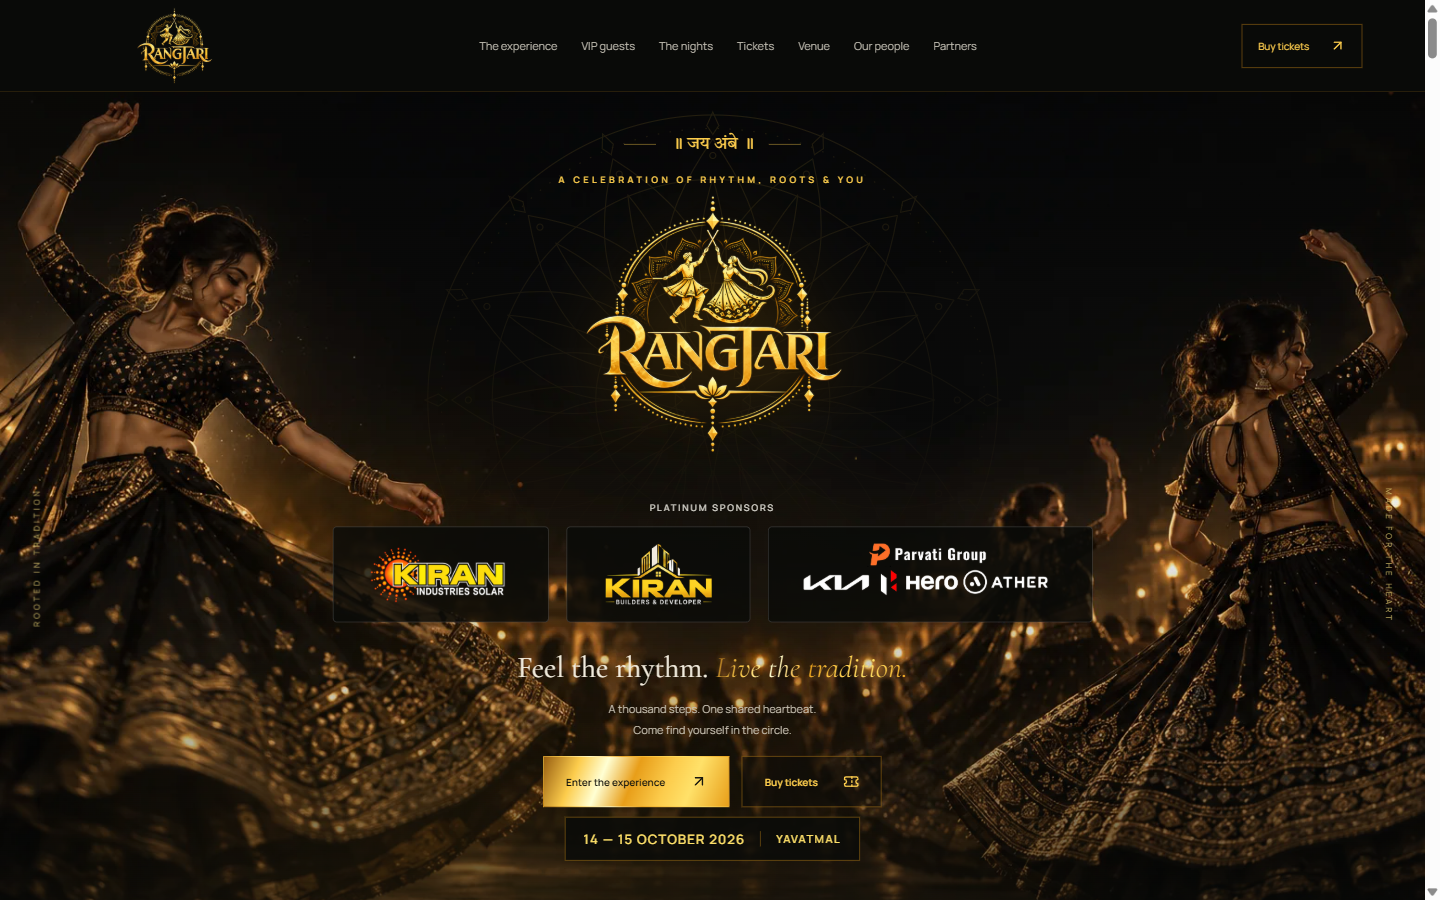 RANGTARI
The experience
VIP guests
The nights
Tickets
Venue
Our people
Partners
Buy tickets
॥ जय अंबे ॥
A CELEBRATION OF RHYTHM, ROOTS & YOU
RANGTARI
ROOTED IN TRADITION
MADE FOR THE HEART
PLATINUM SPONSORS
KIRAN
INDUSTRIES SOLAR
KIRAN
BUILDERS & DEVELOPER
Parvati Group
KIA Hero ATHER
Feel the rhythm. Live the tradition.
A thousand steps. One shared heartbeat.
Come find yourself in the circle.
Enter the experience
Buy tickets
14 — 15 OCTOBER 2026
YAVATMAL